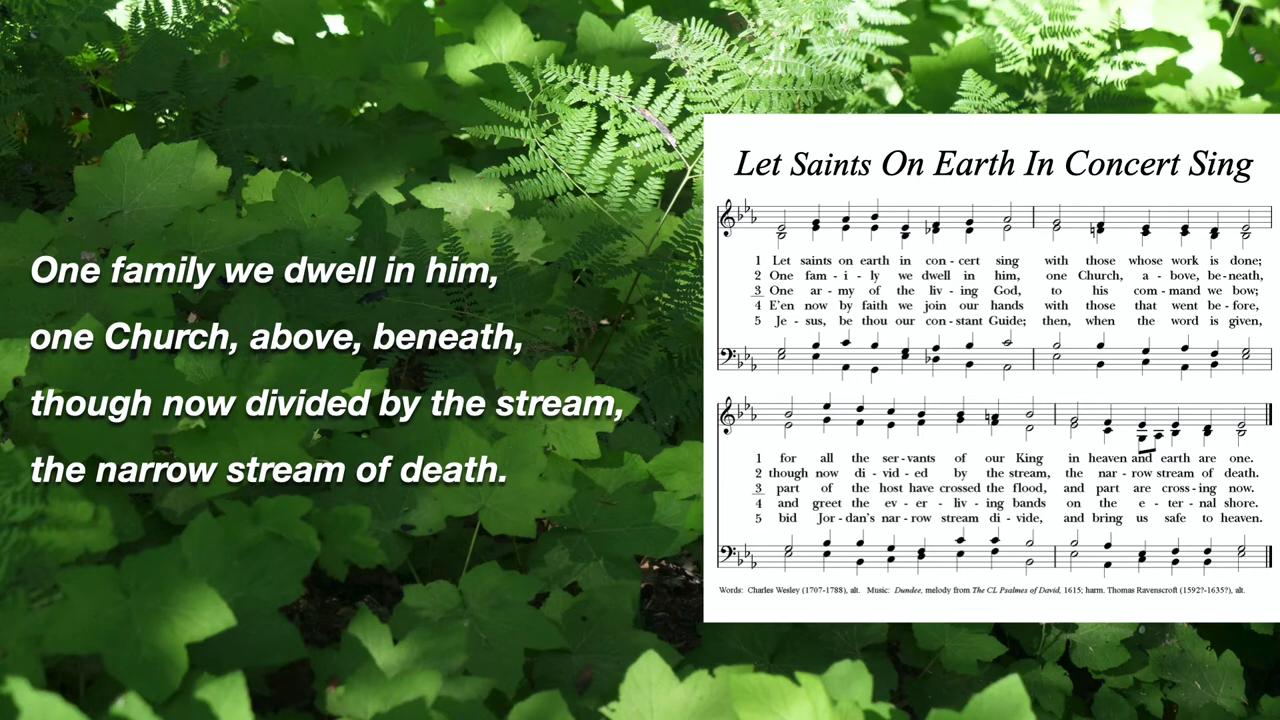 One family we dwell in him,
one Church, above, beneath,
though now divided by the stream,
the narrow stream of death.
Let Saints On Earth In Concert Sing
1 Let saints on earth in con - cert sing with those whose work is done;
2 One fam - i - ly we dwell in him, one Church, a - bove, be - neath,
3 One ar - my of the liv - ing God, to his com - mand we bow;
4 E'en now by faith we join our hands with those that went be - fore,
5 Je - sus, be thou our con - stant Guide; then, when the word is given,
1 for all the ser - vants of our King in heaven and earth are one.
2 though now di - vid - ed by the stream, the nar - row stream of death.
3 part of the host have crossed the flood, and part are cross - ing now.
4 and greet the ev - er - liv - ing bands on the e - ter - nal shore.
5 bid Jor - dan's nar - row stream di - vide, and bring us safe to heaven.
Words: Charles Wesley (1707-1788), alt. Music: Dundee, melody from The CL Psalmes of David, 1615; harm. Thomas Ravenscroft (1592?-1635?), alt.